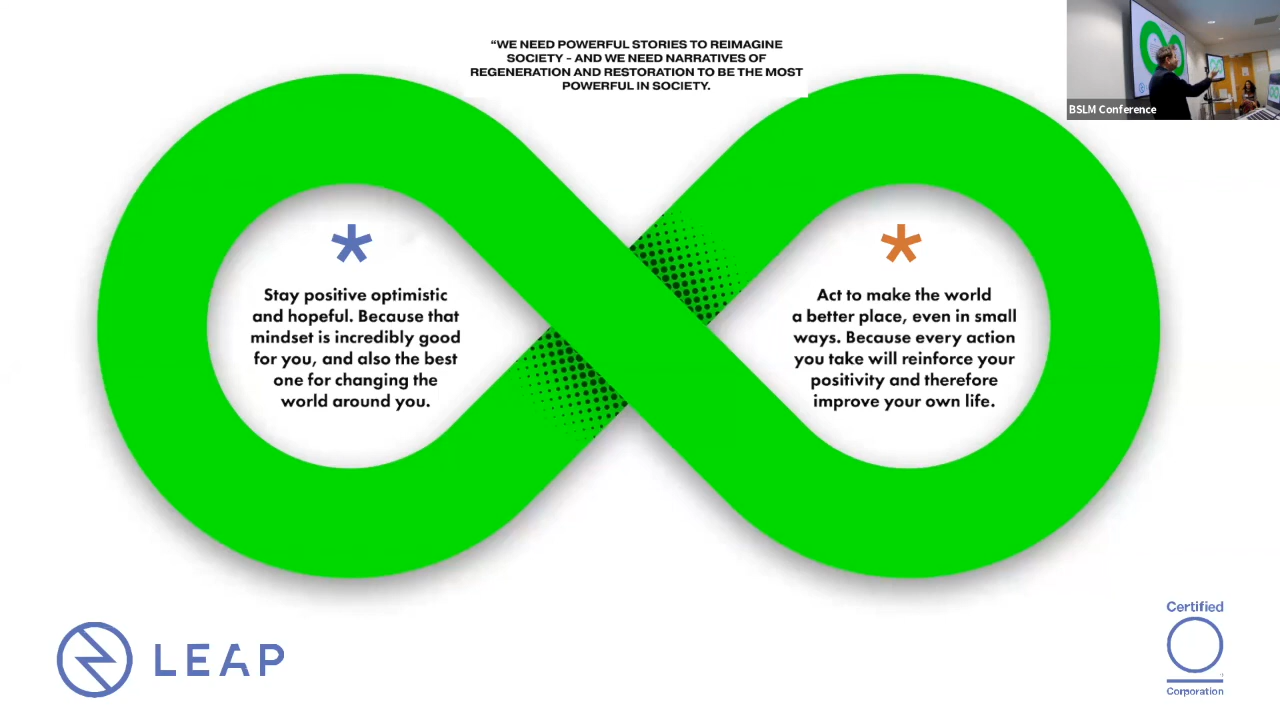 “WE NEED POWERFUL STORIES TO REIMAGINE
SOCIETY - AND WE NEED NARRATIVES OF
REGENERATION AND RESTORATION TO BE THE MOST
POWERFUL IN SOCIETY.
BSLM Conference
*
Stay positive optimistic
and hopeful. Because that
mindset is incredibly good
for you, and also the best
one for changing the
world around you.
*
Act to make the world
a better place, even in small
ways. Because every action
you take will reinforce your
positivity and therefore
improve your own life.
LEAP
Certified
Corporation